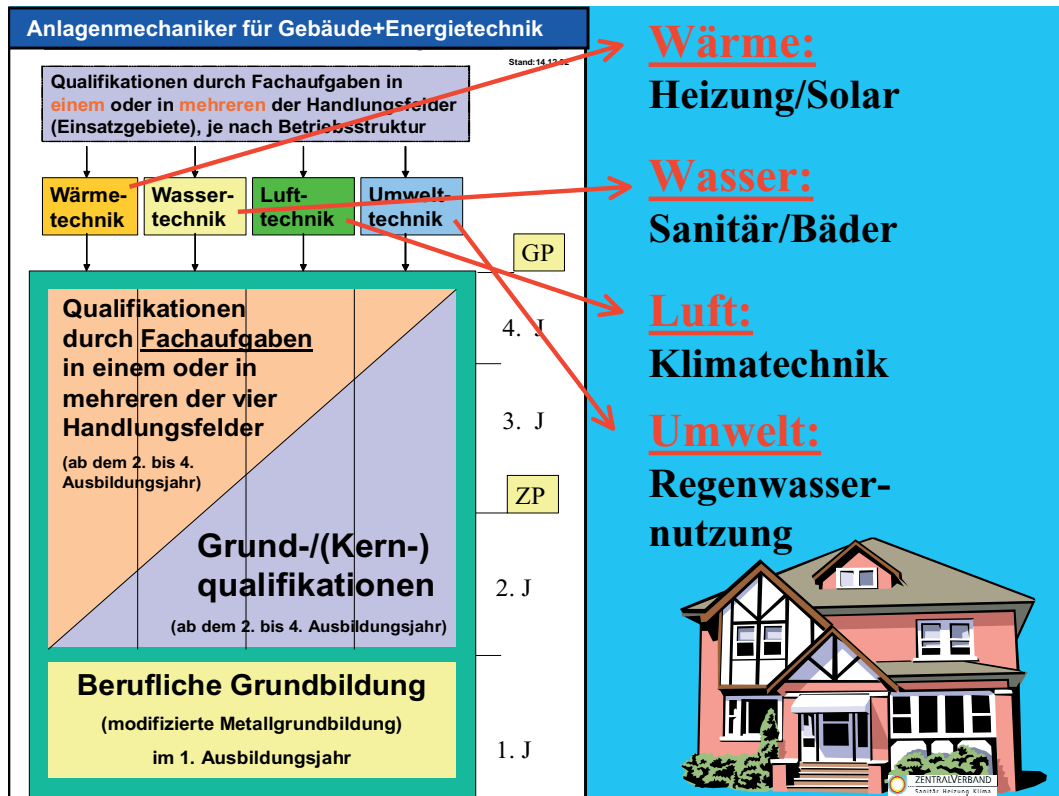 Anlagenmechaniker für Gebäude+Energietechnik
Qualifikationen durch Fachaufgaben in
einem oder in mehreren der Handlungsfelder
(Einsatzgebiete), je nach Betriebsstruktur
Wärme-
technik
Wasser-
technik
Luft-
technik
Umwelt-
technik
GP
Qualifikationen
durch Fachaufgaben
in einem oder in
mehreren der vier
Handlungsfelder
(ab dem 2. bis 4.
Ausbildungsjahr)
4. J
3. J
ZP
Grund-/(Kern-)
qualifikationen
(ab dem 2. bis 4. Ausbildungsjahr)
2. J
Berufliche Grundbildung
(modifizierte Metallgrundbildung)
im 1. Ausbildungsjahr
1. J
Wärme:
Heizung/Solar
Wasser:
Sanitär/Bäder
Luft:
Klimatechnik
Umwelt:
Regenwasser-
nutzung
ZENTRALVERBAND
Sanitär Heizung Klima